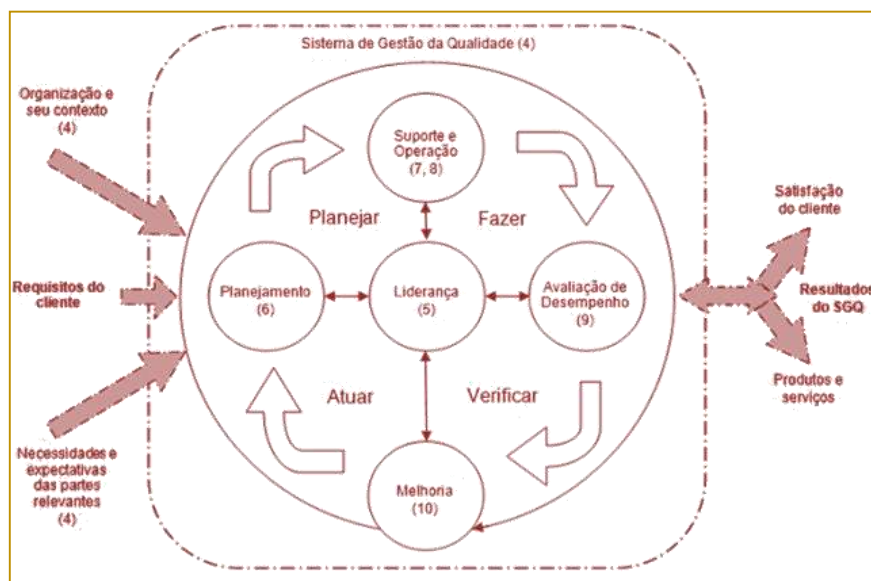 Sistema de Gestão da Qualidade (4)
Organização e
seu contexto
(4)
Suporte e
Operação
(7, 8)
Planejar
Fazer
Satisfação
do cliente
Requisitos do
cliente
Planejamento
(6)
Liderança
(5)
Avaliação de
Desempenho
(9)
Resultados
do SGQ
Atuar
Verificar
Produtos e
serviços
Necessidades e
expectativas
das partes
relevantes
(4)
Melhoria
(10)